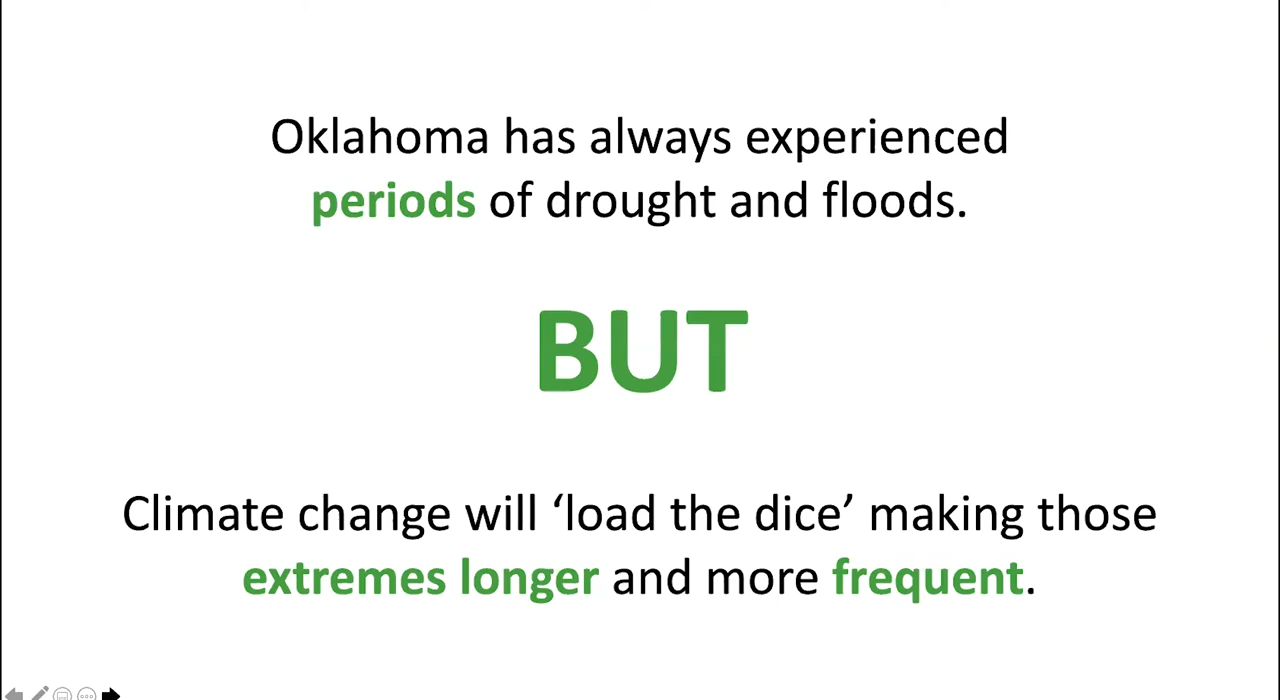 Oklahoma has always experienced
periods of drought and floods.
BUT
Climate change will ‘load the dice’ making those
extremes longer and more frequent.